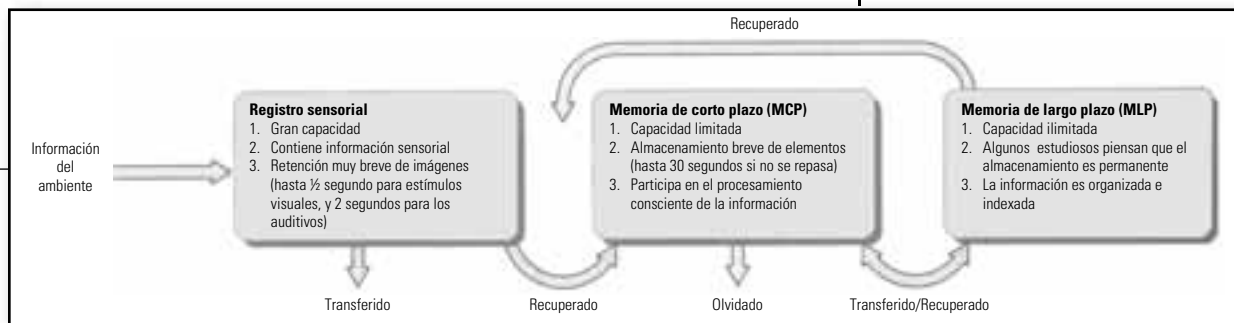 Recuperado
Información
del
ambiente
Registro sensorial
1. Gran capacidad
2. Contiene información sensorial
3. Retención muy breve de imágenes
(hasta ½ segundo para estímulos
visuales, y 2 segundos para los
auditivos)
Memoria de corto plazo (MCP)
1. Capacidad limitada
2. Almacenamiento breve de elementos
(hasta 30 segundos si no se repasa)
3. Participa en el procesamiento
consciente de la información
Memoria de largo plazo (MLP)
1. Capacidad ilimitada
2. Algunos estudiosos piensan que el
almacenamiento es permanente
3. La información es organizada e
indexada
Transferido
Recuperado
Olvidado
Transferido/Recuperado